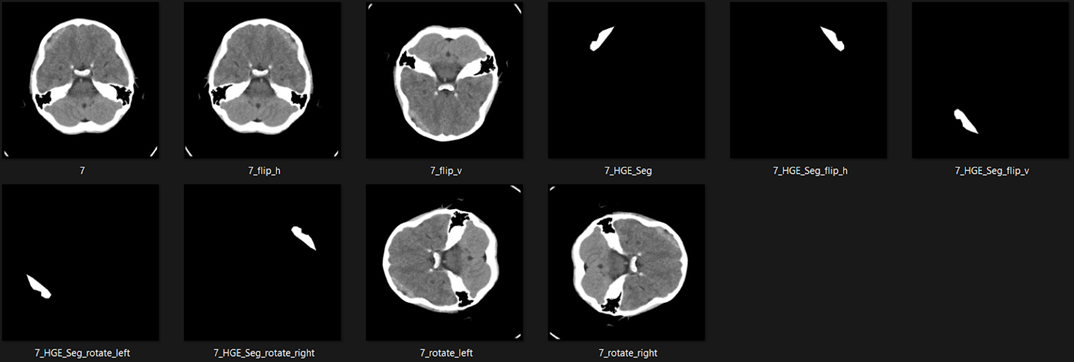 7
7_flip_h
7_flip_v
7_HGE_Seg
7_HGE_Seg_flip_h
7_HGE_Seg_flip_v
7_HGE_Seg_rotate_left
7_HGE_Seg_rotate_right
7_rotate_left
7_rotate_right